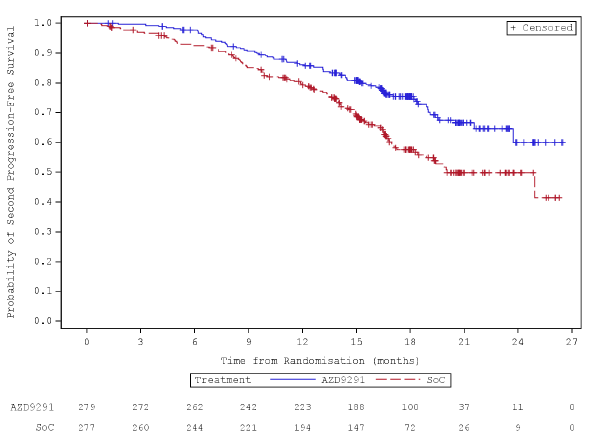 + Censored
1.0
0.9
0.8
0.7
0.6
0.5
0.4
0.3
0.2
0.1
0.0
Probability of Second Progression-Free Survival
0 3 6 9 12 15 18 21 24 27
Time from Randomisation (months)
Treatment AZD9291 SoC
AZD9291 279 272 262 242 223 188 100 37 11 0
SoC 277 260 244 221 194 147 72 26 9 0